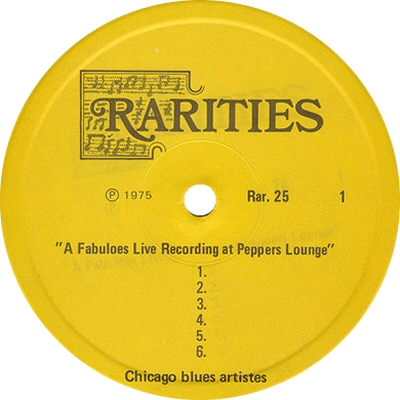 RARITIES
℗ 1975 Rar. 25 1
"A Fabuloes Live Recording at Peppers Lounge"
1.
2.
3.
4.
5.
6.
Chicago blues artistes